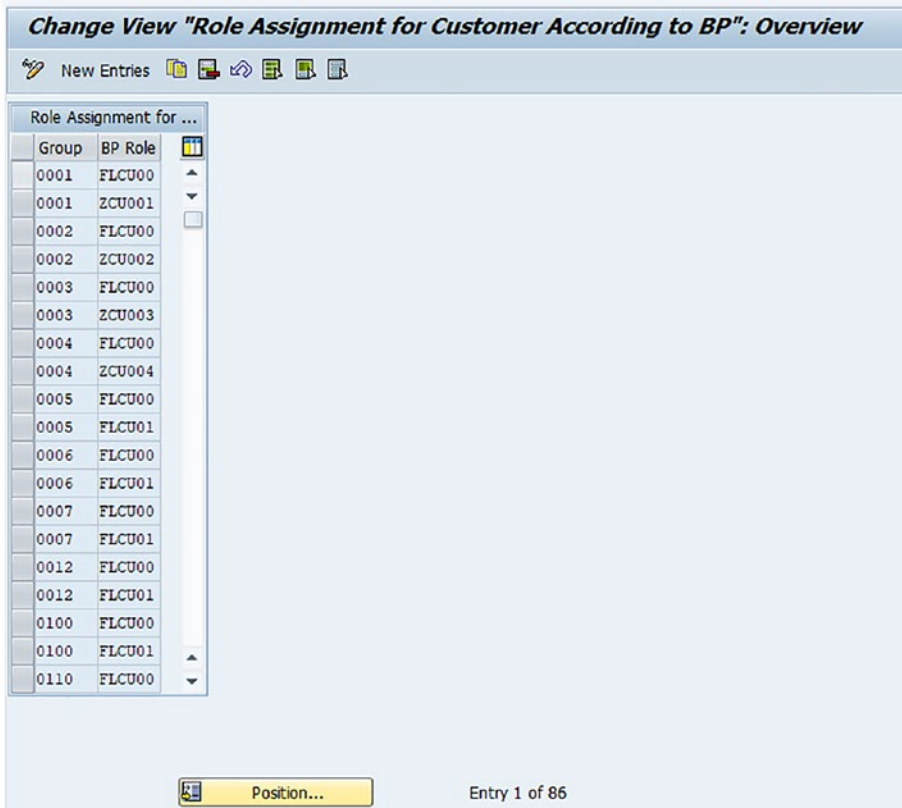 Change View "Role Assignment for Customer According to BP": Overview
New Entries
Role Assignment for ...
Group BP Role
0001 FLCU00
0001 ZCU001
0002 FLCU00
0002 ZCU002
0003 FLCU00
0003 ZCU003
0004 FLCU00
0004 ZCU004
0005 FLCU00
0005 FLCU01
0006 FLCU00
0006 FLCU01
0007 FLCU00
0007 FLCU01
0012 FLCU00
0012 FLCU01
0100 FLCU00
0100 FLCU01
0110 FLCU00
Position... Entry 1 of 86